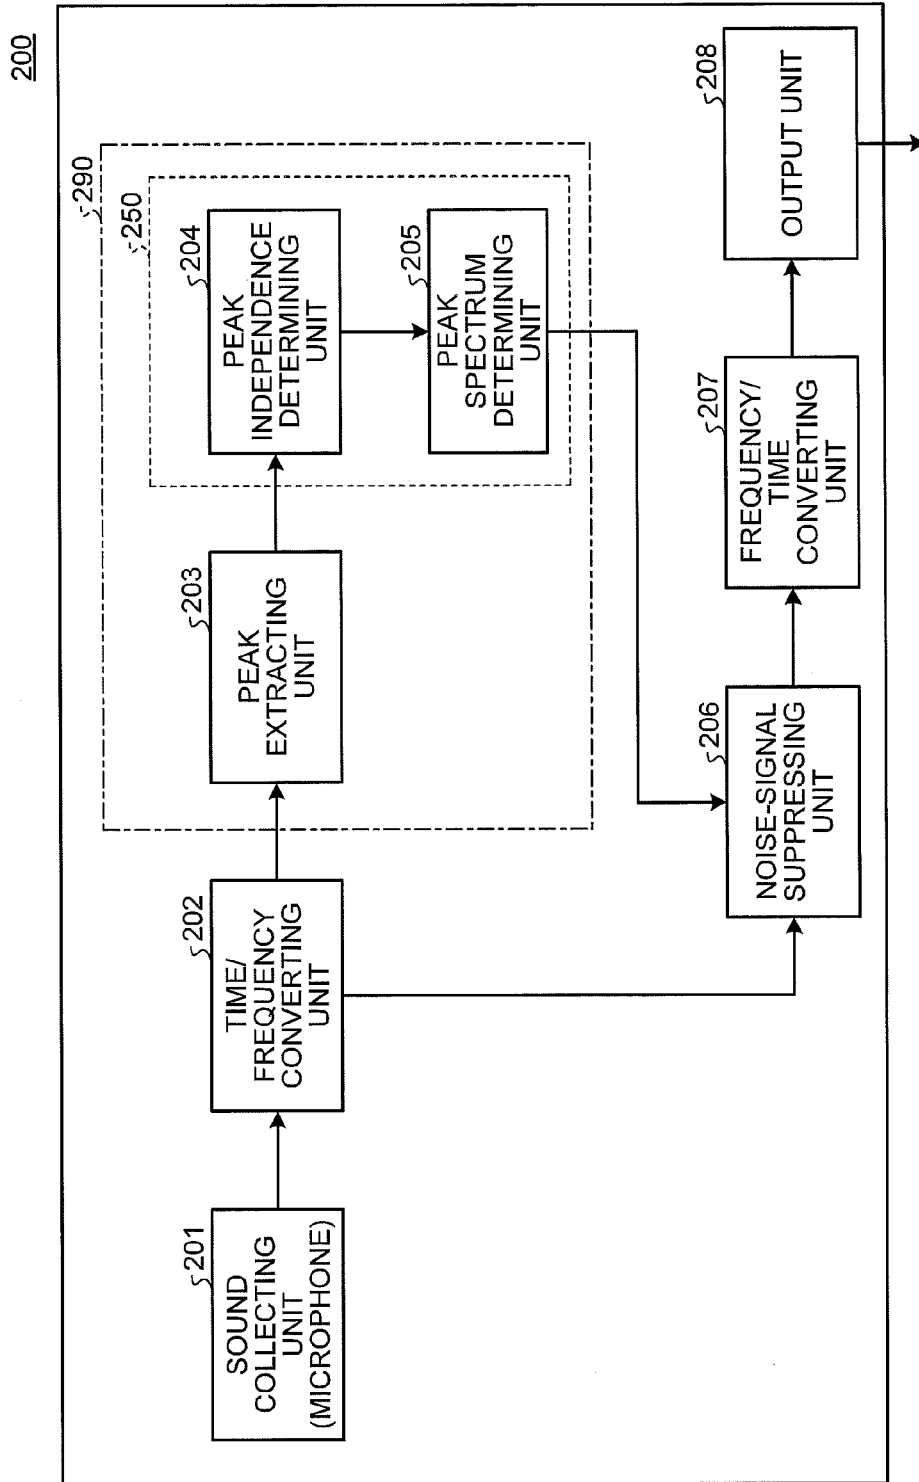 200
290
250
201
SOUND
COLLECTING
UNIT
(MICROPHONE)
202
TIME/
FREQUENCY
CONVERTING
UNIT
203
PEAK
EXTRACTING
UNIT
204
PEAK
INDEPENDENCE
DETERMINING
UNIT
205
PEAK
SPECTRUM
DETERMINING
UNIT
206
NOISE-SIGNAL
SUPPRESSING
UNIT
207
FREQUENCY/
TIME
CONVERTING
UNIT
208
OUTPUT UNIT